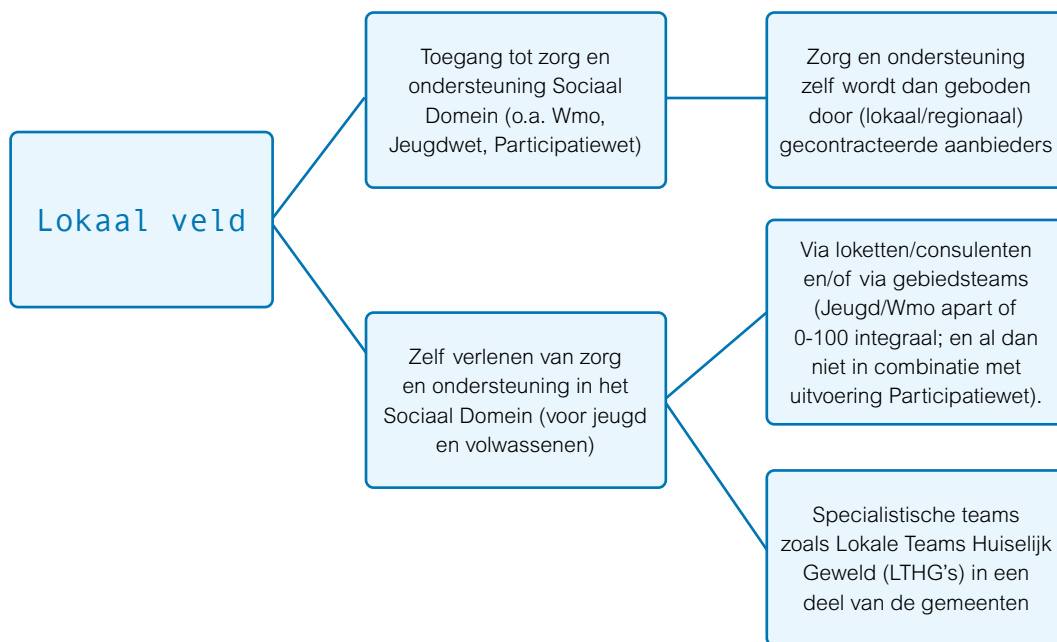 Lokaal veld
Toegang tot zorg en
ondersteuning Sociaal
Domein (o.a. Wmo,
Jeugdwet, Participatiewet)
Zorg en ondersteuning
zelf wordt dan geboden
door (lokaal/regionaal)
gecontracteerde aanbieders
Zelf verlenen van zorg
en ondersteuning in het
Sociaal Domein (voor jeugd
en volwassenen)
Via loketten/consulenten
en/of via gebiedsteams
(Jeugd/Wmo apart of
0-100 integraal; en al dan
niet in combinatie met
uitvoering Participatiewet).
Specialistische teams
zoals Lokale Teams Huiselijk
Geweld (LTHG’s) in een
deel van de gemeenten